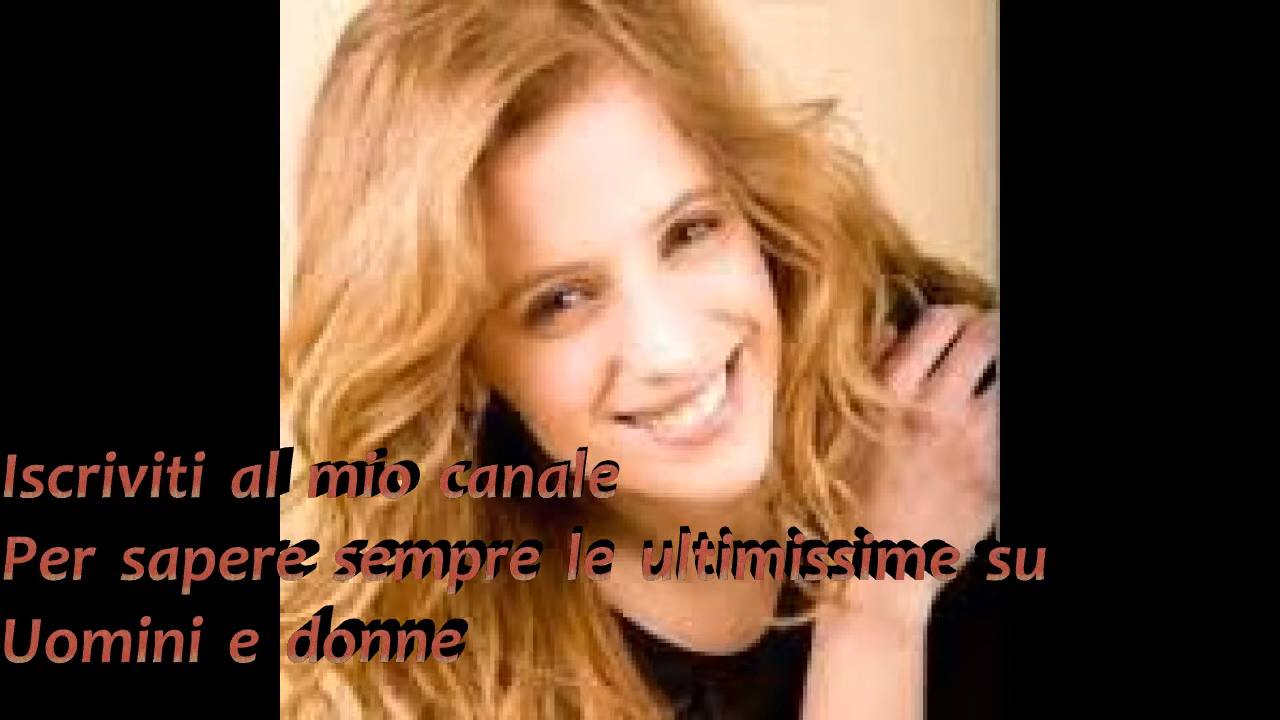 Iscriviti al mio canale
Per sapere sempre le ultimissime su
Uomini e donne